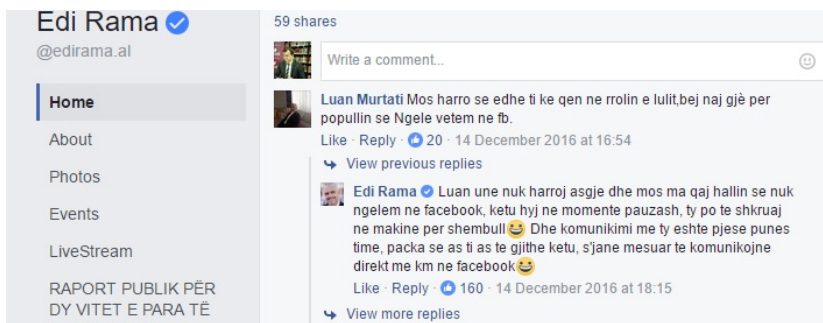 Edi Rama
@edirama.al
Home
About
Photos
Events
LiveStream
RAPORT PUBLIK PËR
DY VITET E PARA TË
59 shares
Write a comment...
Luan Murtati Mos harro se edhe ti ke qen ne rrolin e lulit,bej naj gjè per
popullin se Ngele vetem ne fb.
Like · Reply · 20 · 14 December 2016 at 16:54
View previous replies
Edi Rama Luan une nuk harroj asgje dhe mos ma qaj hallin se nuk
ngelem ne facebook, ketu hyj ne momente pauzash, ty po te shkruaj
ne makine per shembull😆 Dhe komunikimi me ty eshte pjese punes
time, packa se as ti as te gjithe ketu, s'jane mesuar te komunikojne
direkt me km ne facebook😆
Like · Reply · 160 · 14 December 2016 at 18:15
View more replies